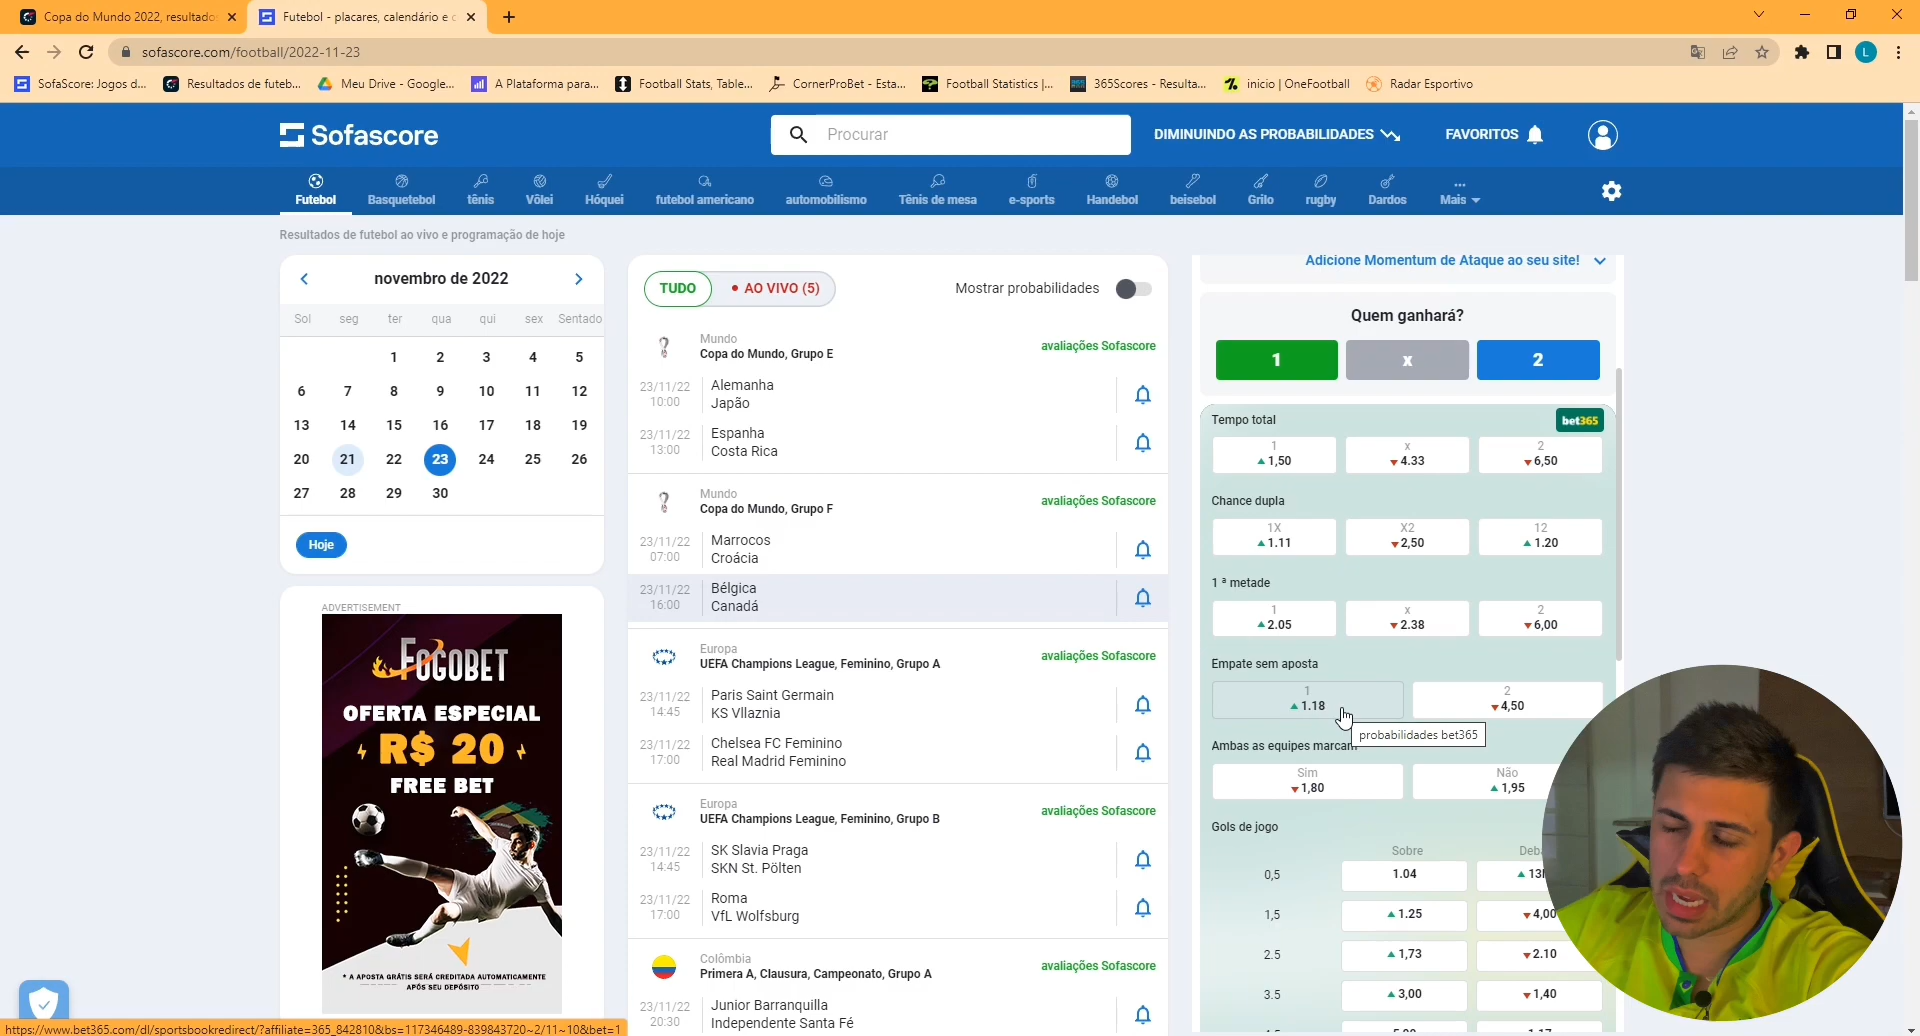 Copa do Mundo 2022, resultados
Futebol - placares, calendário e c
sofascore.com/football/2022-11-23
L
SofaScore: Jogos d...
Resultados de futeb...
Meu Drive - Google...
A Plataforma para...
Football Stats, Table...
CornerProBet - Esta...
Football Statistics |...
365Scores - Resulta...
inicio | OneFootball
Radar Esportivo
Sofascore
Procurar
DIMINUINDO AS PROBABILIDADES
FAVORITOS
Futebol
Basquetebol
tênis
Vôlei
Hóquei
futebol americano
automobilismo
Tênis de mesa
e-sports
Handebol
beisebol
Grilo
rugby
Dardos
Mais
Resultados de futebol ao vivo e programação de hoje
novembro de 2022
Sol seg ter qua qui sex Sentado
1 2 3 4 5
6 7 8 9 10 11 12
13 14 15 16 17 18 19
20 21 22 23 24 25 26
27 28 29 30
Hoje
ADVERTISEMENT
FOGOBET
OFERTA ESPECIAL
R$ 20
FREE BET
* A APOSTA GRÁTIS SERÁ CREDITADA AUTOMATICAMENTE
APÓS SEU DEPÓSITO
TUDO
AO VIVO (5)
Mostrar probabilidades
Mundo
Copa do Mundo, Grupo E
avaliações Sofascore
23/11/22 Alemanha
10:00 Japão
23/11/22 Espanha
13:00 Costa Rica
Mundo
Copa do Mundo, Grupo F
avaliações Sofascore
23/11/22 Marrocos
07:00 Croácia
23/11/22 Bélgica
16:00 Canadá
Europa
UEFA Champions League, Feminino, Grupo A
avaliações Sofascore
23/11/22 Paris Saint Germain
14:45 KS Vllaznia
23/11/22 Chelsea FC Feminino
17:00 Real Madrid Feminino
Europa
UEFA Champions League, Feminino, Grupo B
avaliações Sofascore
23/11/22 SK Slavia Praga
14:45 SKN St. Pölten
23/11/22 Roma
17:00 VfL Wolfsburg
Colômbia
Primera A, Clausura, Campeonato, Grupo A
avaliações Sofascore
23/11/22 Junior Barranquilla
20:30 Independente Santa Fé
Adicione Momentum de Ataque ao seu site!
Quem ganhará?
1 x 2
Tempo total
bet365
1 x 2
1,50 4.33 6,50
Chance dupla
1X X2 12
1.11 2,50 1.20
1 ª metade
1 x 2
2.05 2.38 6,00
Empate sem aposta
1 2
1.18 4,50
probabilidades bet365
Ambas as equipes marcam
Sim Não
1,80 1,95
Gols de jogo
Sobre
0,5 1.04
1,5 1.25 4,00
2.5 1,73 2.10
3.5 3,00 1,40
https://www.bet365.com/dl/sportsbookredirect/?affiliate=365_842810&bs=117346489-839843720~2/11~10&bet=1